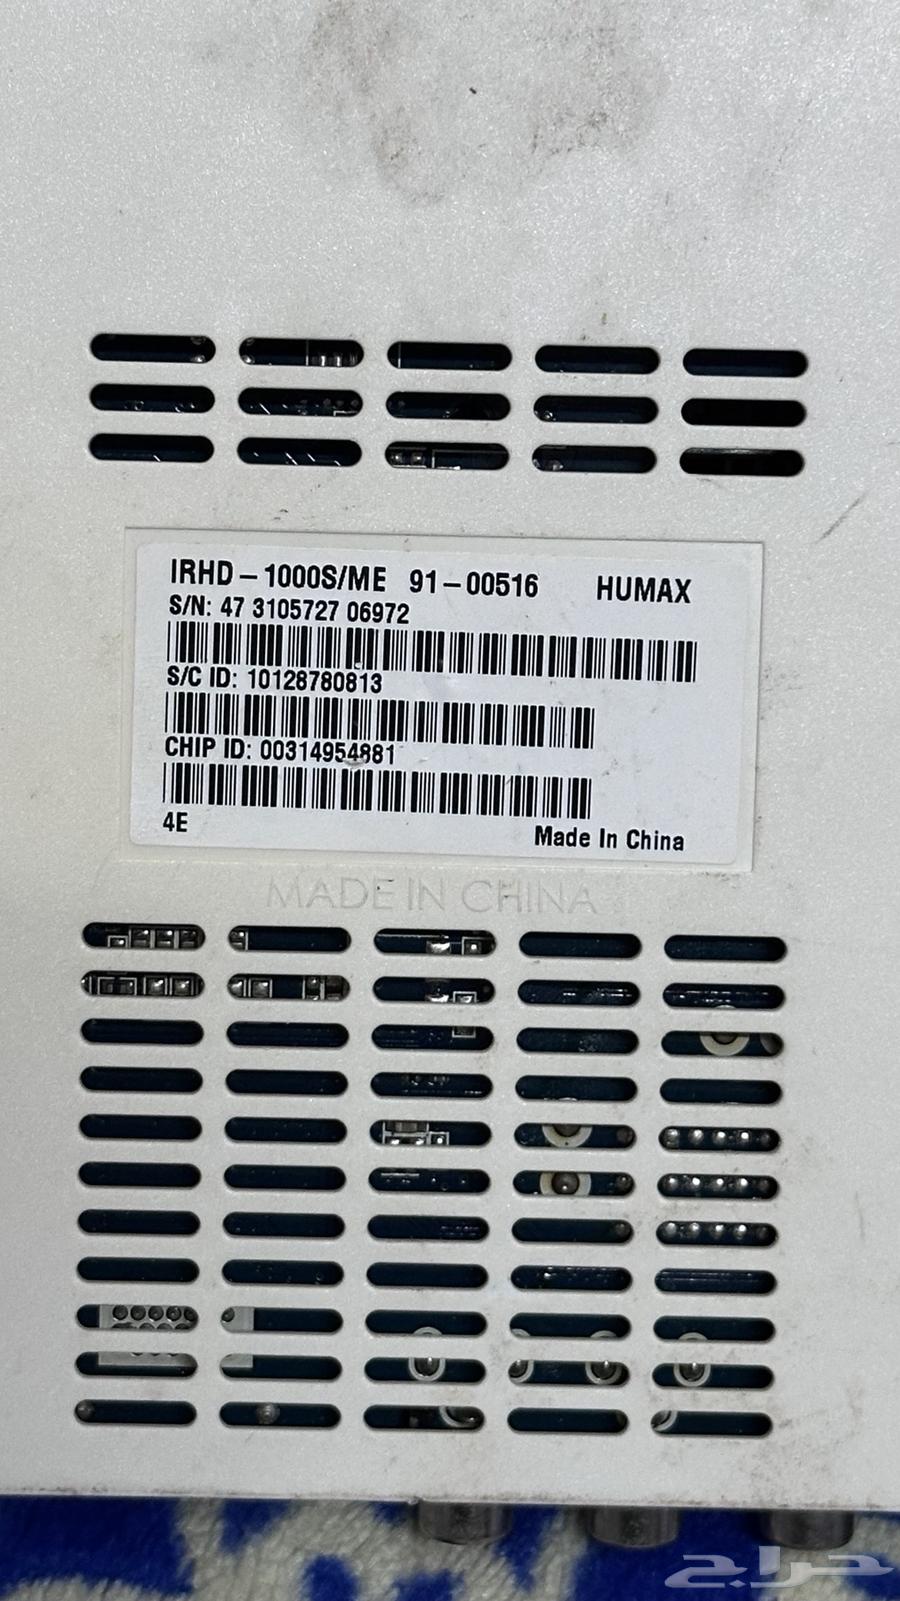 IRHD-1000S/ME 91-00516 HUMAX
S/N: 47 3105727 06972
S/C ID: 10128780813
CHIP ID: 00314954881
4E
Made In China
MADE IN CHINA
حراج